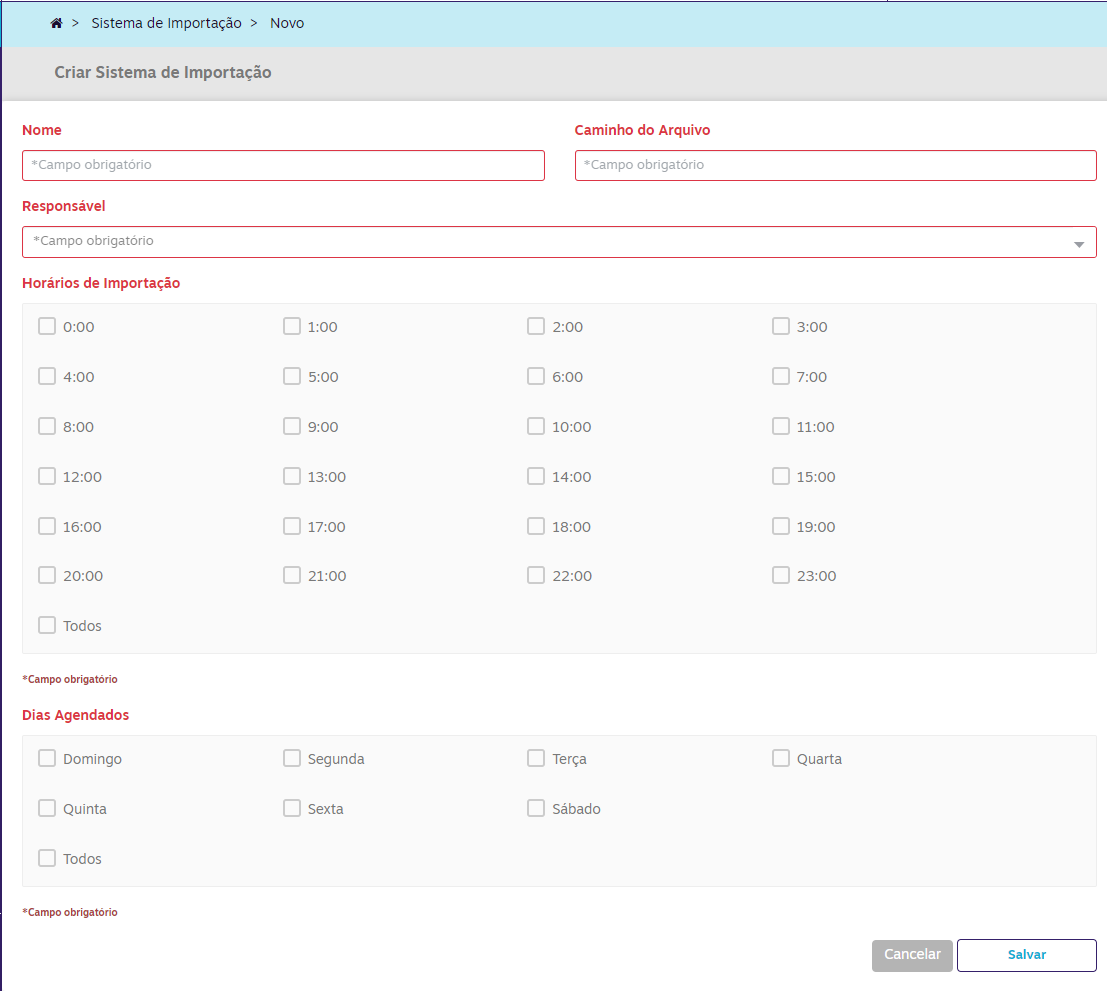 > Sistema de Importação > Novo
Criar Sistema de Importação
Nome Caminho do Arquivo
*Campo obrigatório *Campo obrigatório
Responsável
*Campo obrigatório
Horários de Importação
0:00 1:00 2:00 3:00
4:00 5:00 6:00 7:00
8:00 9:00 10:00 11:00
12:00 13:00 14:00 15:00
16:00 17:00 18:00 19:00
20:00 21:00 22:00 23:00
Todos
*Campo obrigatório
Dias Agendados
Domingo Segunda Terça Quarta
Quinta Sexta Sábado
Todos
*Campo obrigatório
Cancelar Salvar